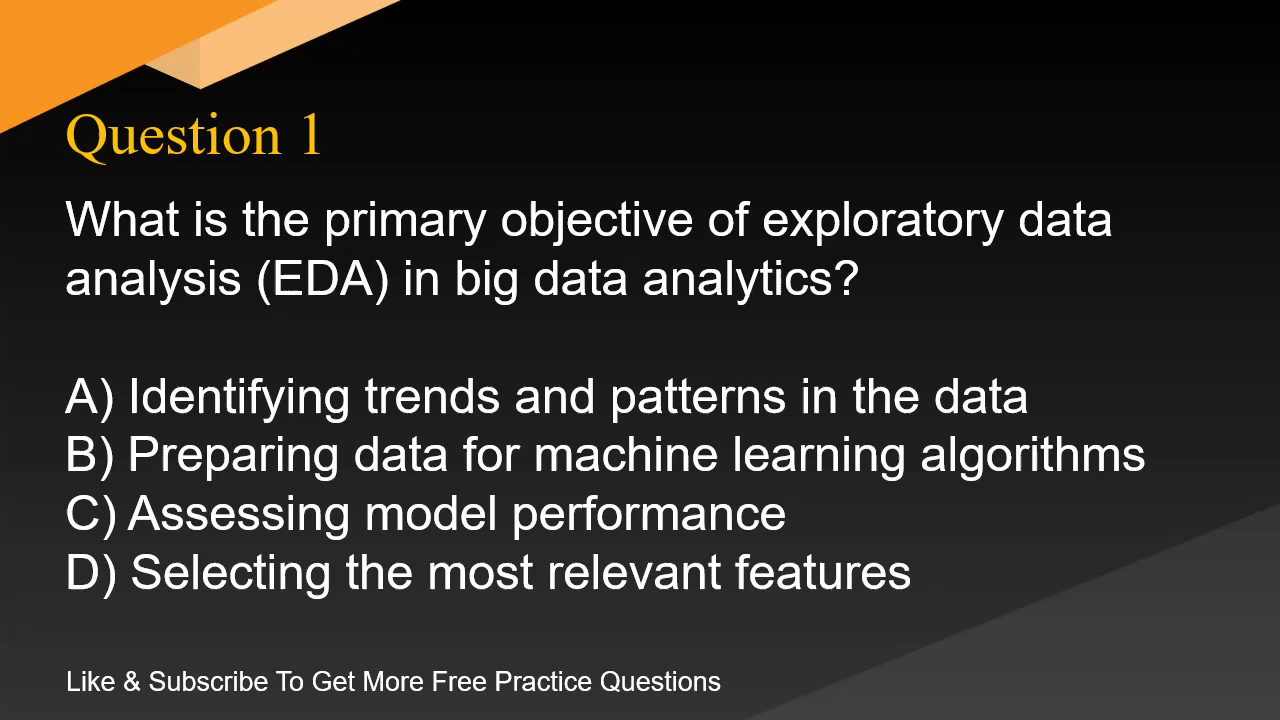 Question 1
What is the primary objective of exploratory data
analysis (EDA) in big data analytics?
A) Identifying trends and patterns in the data
B) Preparing data for machine learning algorithms
C) Assessing model performance
D) Selecting the most relevant features
Like & Subscribe To Get More Free Practice Questions